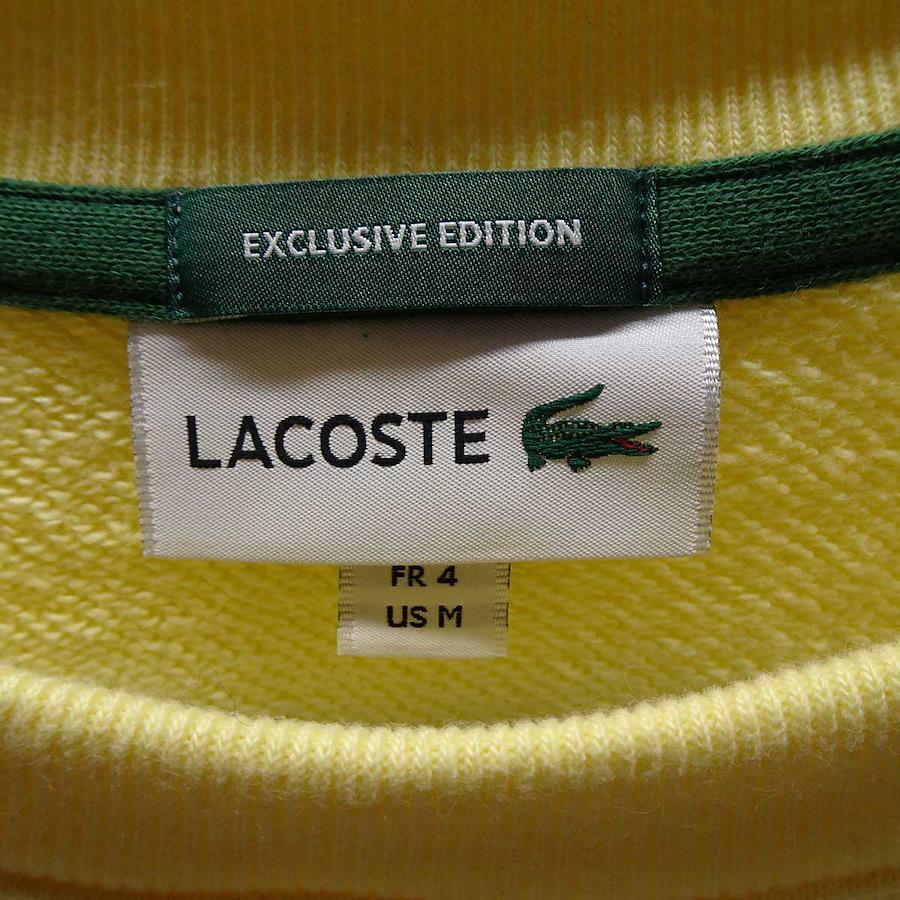 EXCLUSIVE EDITION
LACOSTE
FR 4
US M